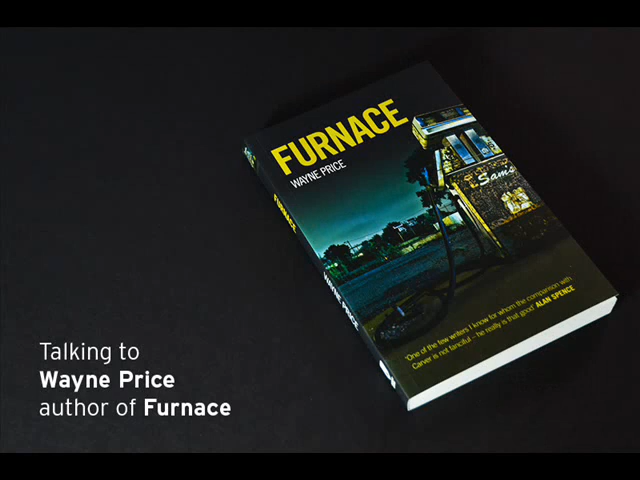 FURNACE
WAYNE PRICE
FURNACE
WAYNE PRICE
Sams
'One of the few writers I know for whom the comparison with
Carver is not fanciful – he really is that good' ALAN SPENCE
Talking to
Wayne Price
author of Furnace